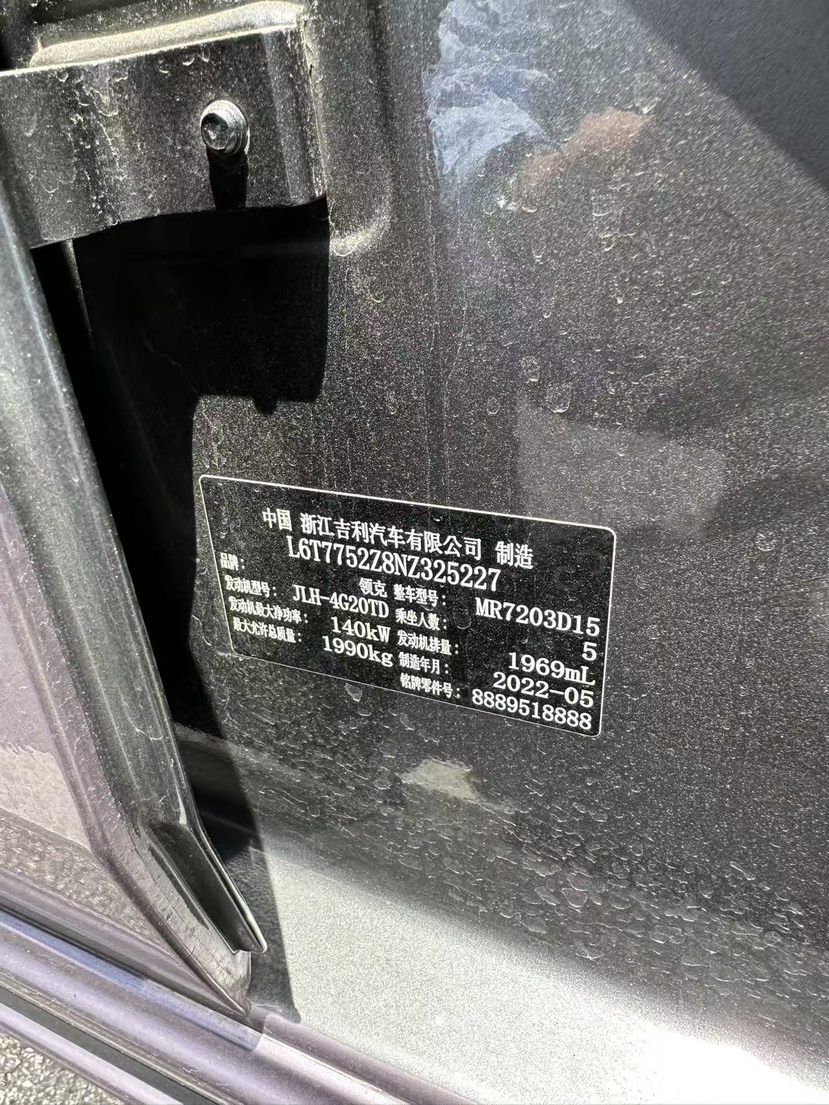 中国 浙江吉利汽车有限公司 制造
L6T7752Z8NZ325227
品牌： 领克 整车型号： MR7203D15
发动机型号： JLH-4G20TD 乘坐人数： 5
发动机最大净功率： 140kW 发动机排量： 1969mL
最大允许总质量： 1990kg 制造年月： 2022-05
铭牌零件号： 8889518888